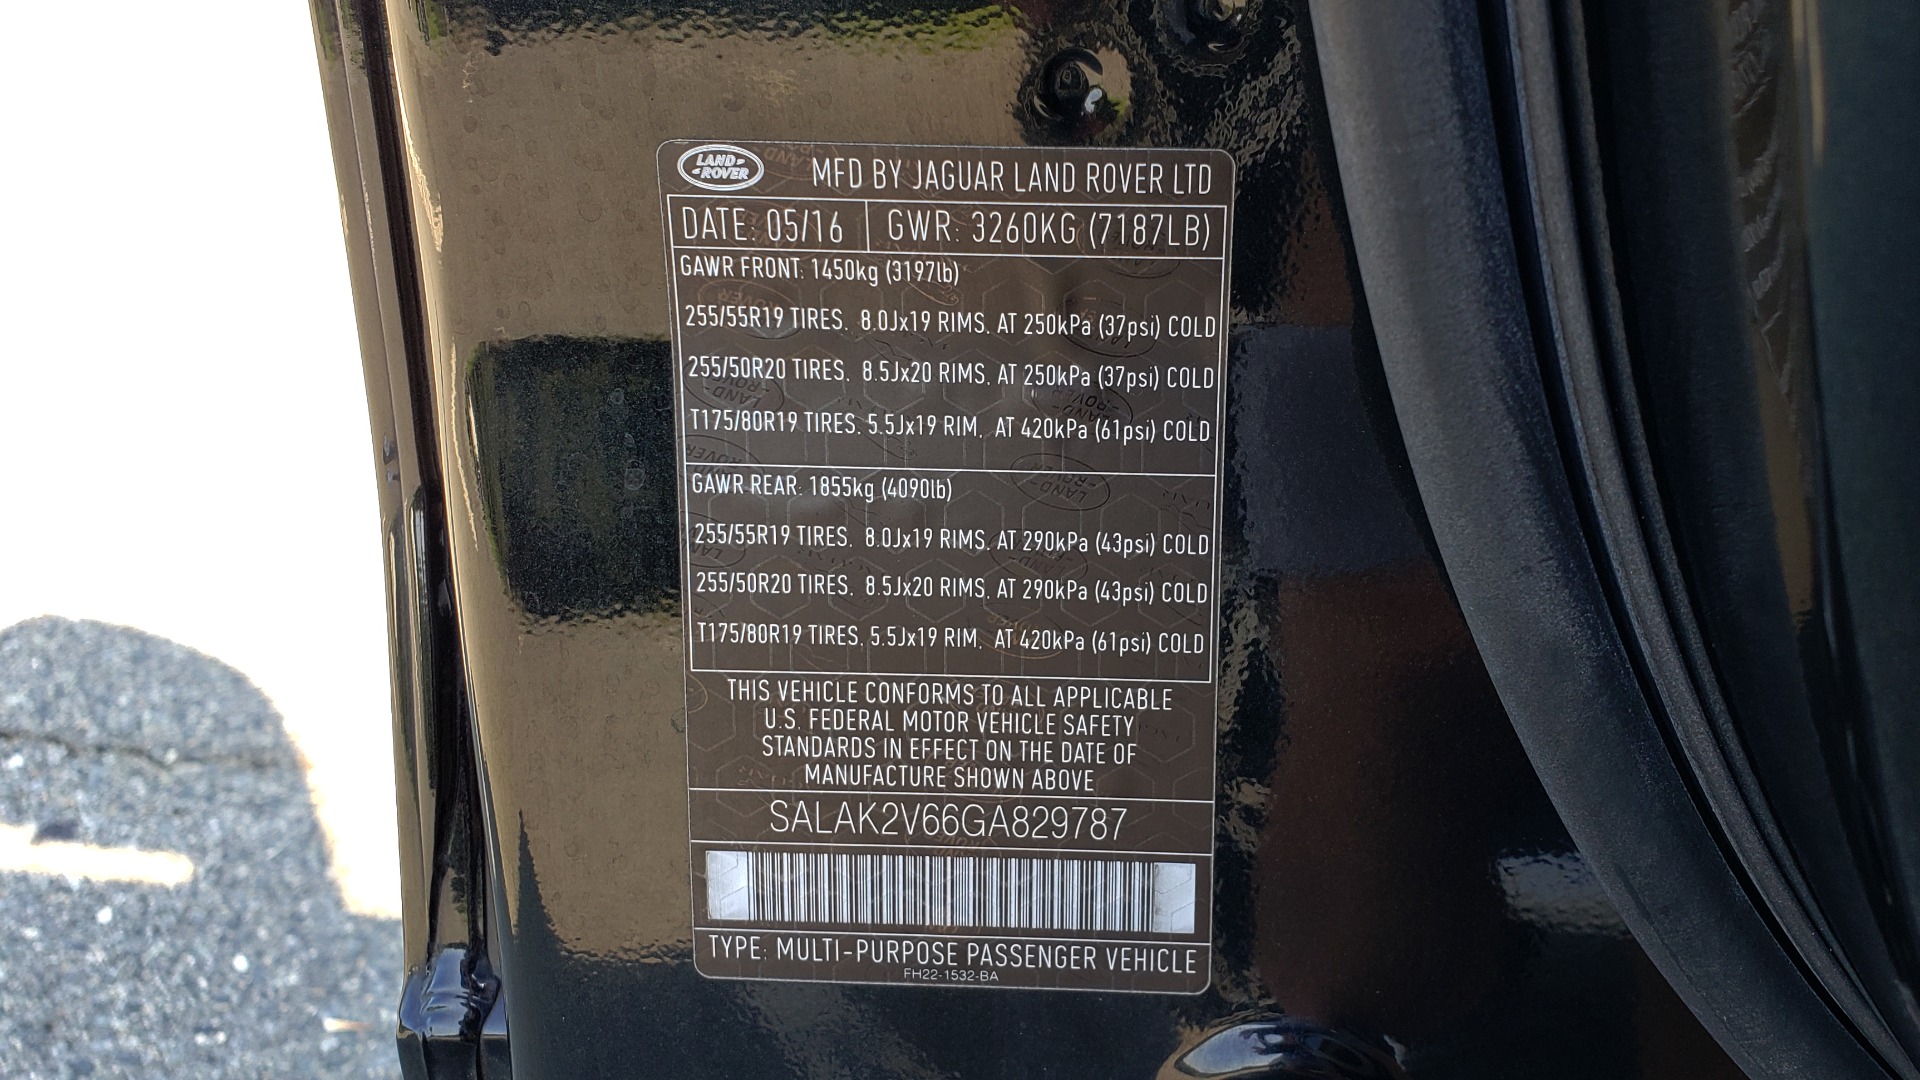 LAND
ROVER
MFD BY JAGUAR LAND ROVER LTD
DATE: 05/16 GWR: 3260KG (7187LB)
GAWR FRONT: 1450kg (3197lb)
255/55R19 TIRES, 8.0Jx19 RIMS, AT 250kPa (37psi) COLD
255/50R20 TIRES, 8.5Jx20 RIMS, AT 250kPa (37psi) COLD
T175/80R19 TIRES, 5.5Jx19 RIM, AT 420kPa (61psi) COLD
GAWR REAR: 1855kg (4090lb)
255/55R19 TIRES, 8.0Jx19 RIMS, AT 290kPa (43psi) COLD
255/50R20 TIRES, 8.5Jx20 RIMS, AT 290kPa (43psi) COLD
T175/80R19 TIRES, 5.5Jx19 RIM, AT 420kPa (61psi) COLD
THIS VEHICLE CONFORMS TO ALL APPLICABLE
U.S. FEDERAL MOTOR VEHICLE SAFETY
STANDARDS IN EFFECT ON THE DATE OF
MANUFACTURE SHOWN ABOVE
SALAK2V66GA829787
TYPE: MULTI-PURPOSE PASSENGER VEHICLE
FH22-1532-BA